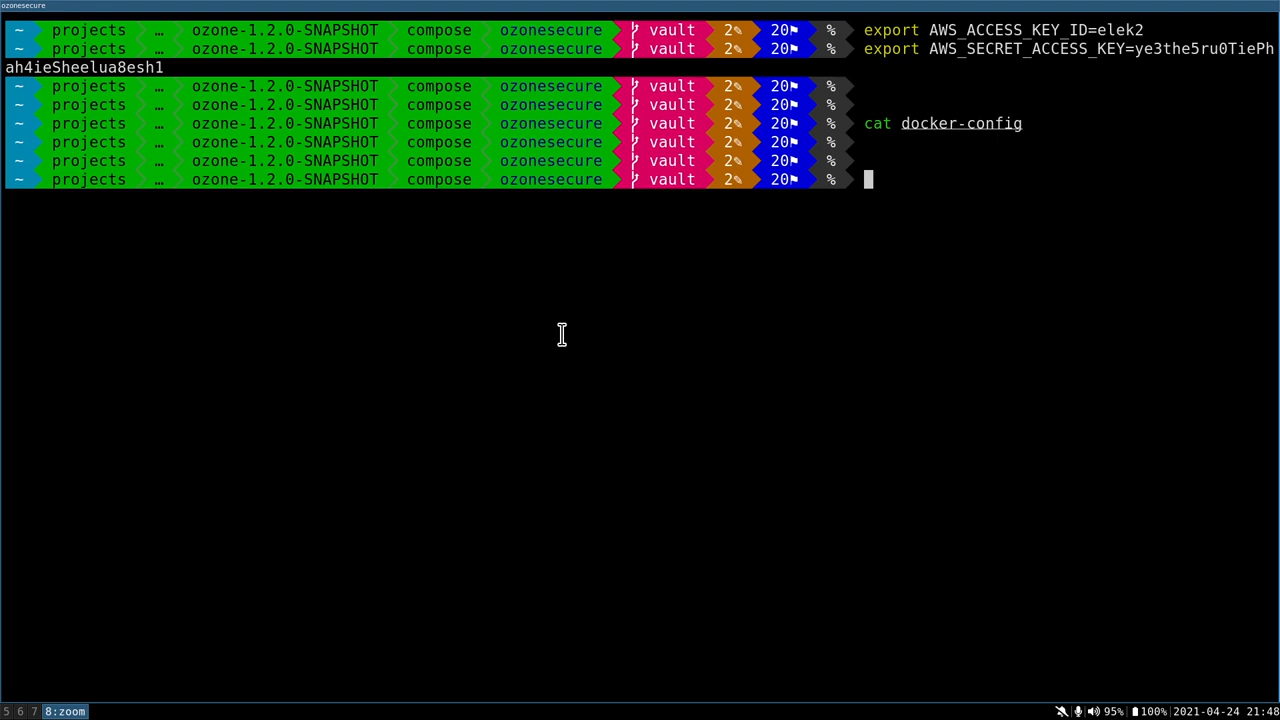 ozonesecure
~ projects … ozone-1.2.0-SNAPSHOT compose ozonesecure vault 2✎ 20⚑ % export AWS_ACCESS_KEY_ID=elek2
~ projects … ozone-1.2.0-SNAPSHOT compose ozonesecure vault 2✎ 20⚑ % export AWS_SECRET_ACCESS_KEY=ye3the5ru0TiePh
ah4ieSheelua8esh1
~ projects … ozone-1.2.0-SNAPSHOT compose ozonesecure vault 2✎ 20⚑ %
~ projects … ozone-1.2.0-SNAPSHOT compose ozonesecure vault 2✎ 20⚑ %
~ projects … ozone-1.2.0-SNAPSHOT compose ozonesecure vault 2✎ 20⚑ % cat docker-config
~ projects … ozone-1.2.0-SNAPSHOT compose ozonesecure vault 2✎ 20⚑ %
~ projects … ozone-1.2.0-SNAPSHOT compose ozonesecure vault 2✎ 20⚑ %
~ projects … ozone-1.2.0-SNAPSHOT compose ozonesecure vault 2✎ 20⚑ %
5 6 7 8:zoom 95% 100% 2021-04-24 21:48